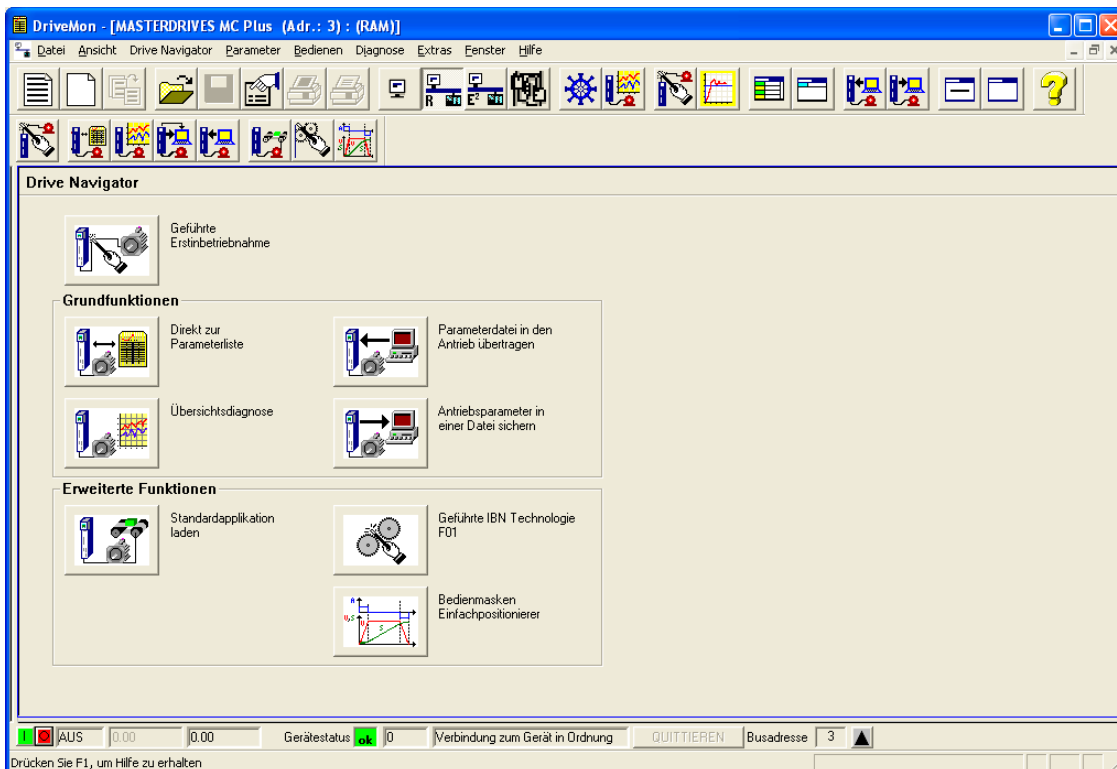 DriveMon - [MASTERDRIVES MC Plus (Adr.: 3) : (RAM)]
Datei Ansicht Drive Navigator Parameter Bedienen Diagnose Extras Fenster Hilfe
R E²
Drive Navigator
Geführte
Erstinbetriebnahme
Grundfunktionen
Direkt zur
Parameterliste
Parameterdatei in den
Antrieb übertragen
Übersichtsdiagnose
Antriebsparameter in
einer Datei sichern
Erweiterte Funktionen
Standardapplikation
laden
Geführte IBN Technologie
F01
Bedienmasken
Einfachpositionierer
AUS 0.00 0.00 Gerätestatus ok 0 Verbindung zum Gerät in Ordnung QUITTIEREN Busadresse 3
Drücken Sie F1, um Hilfe zu erhalten